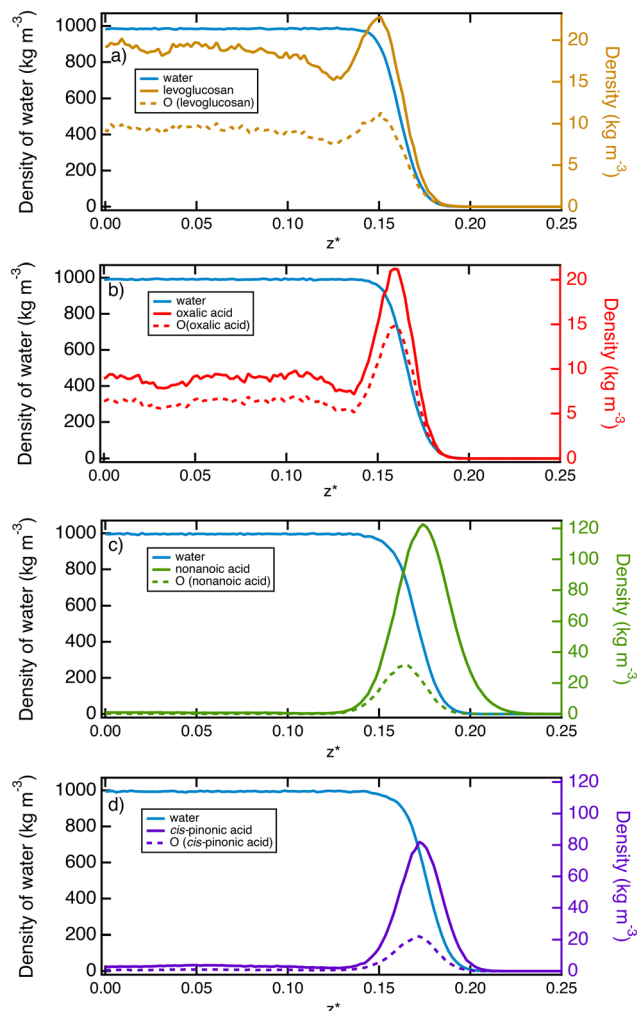 1000
800
600
400
200
0
Density of water (kg m-3)
a)
water
levoglucosan
O (levoglucosan)
20
15
10
5
0
Density (kg m-3)
0.00 0.05 0.10 0.15 0.20 0.25
z*
1000
800
600
400
200
0
Density of water (kg m-3)
b)
water
oxalic acid
O(oxalic acid)
20
15
10
5
0
Density (kg m-3)
0.00 0.05 0.10 0.15 0.20 0.25
z*
1000
800
600
400
200
0
Density of water (kg m-3)
c)
water
nonanoic acid
O (nonanoic acid)
120
80
40
20
0
Density (kg m-3)
0.00 0.05 0.10 0.15 0.20 0.25
z*
1000
800
600
400
200
0
Density of water (kg m-3)
d)
water
cis-pinonic acid
O (cis-pinonic acid)
120
80
40
20
0
Density (kg m-3)
0.00 0.05 0.10 0.15 0.20 0.25
z*